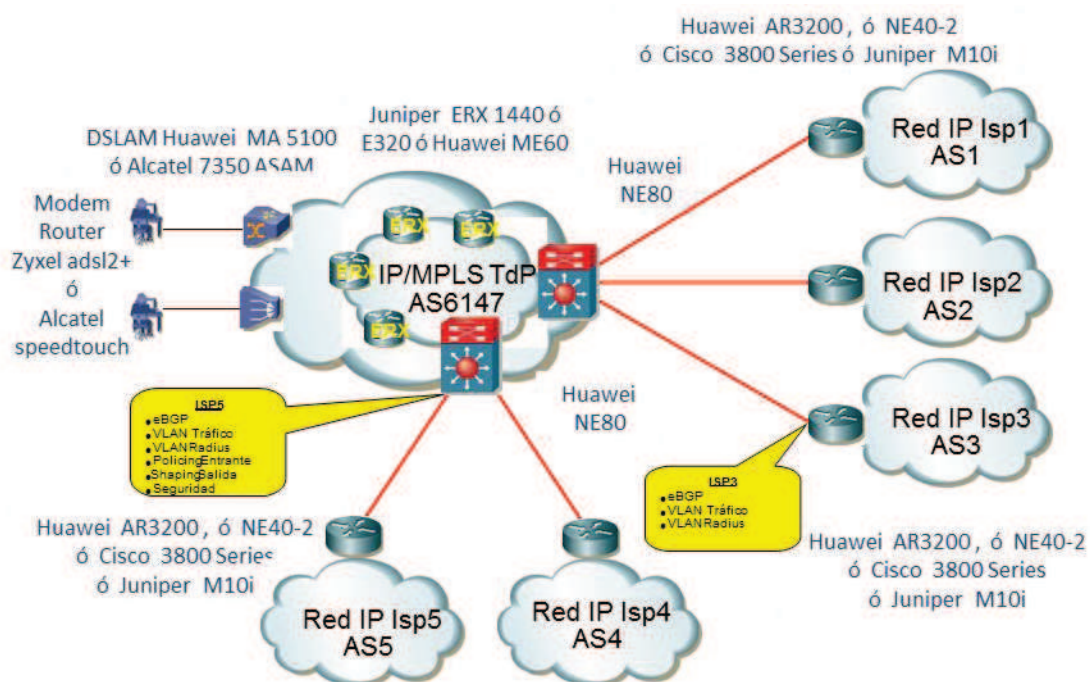 Huawei AR3200 , ó NE40-2
ó Cisco 3800 Series ó Juniper M10i
Juniper ERX 1440 ó
E320 ó Huawei ME60
DSLAM Huawei MA 5100
ó Alcatel 7350 ASAM
Modem
Router
Zyxel adsl2+
ó
Alcatel
speedtouch
Huawei
NE80
Red IP Isp1
AS1
ERX
ERX
ERX
ERX
IP/MPLS TdP
AS6147
Red IP Isp2
AS2
Huawei
NE80
Red IP Isp3
AS3
ISP5
•eBGP
•VLAN Tráfico
•VLAN Radius
•Policing Entrante
•Shaping Salida
•Seguridad
ISP3
•eBGP
•VLAN Tráfico
•VLAN Radius
Huawei AR3200 , ó NE40-2
ó Cisco 3800 Series
ó Juniper M10i
Huawei AR3200, ó NE40-2
ó Cisco 3800 Series
ó Juniper M10i
Red IP Isp5
AS5
Red IP Isp4
AS4